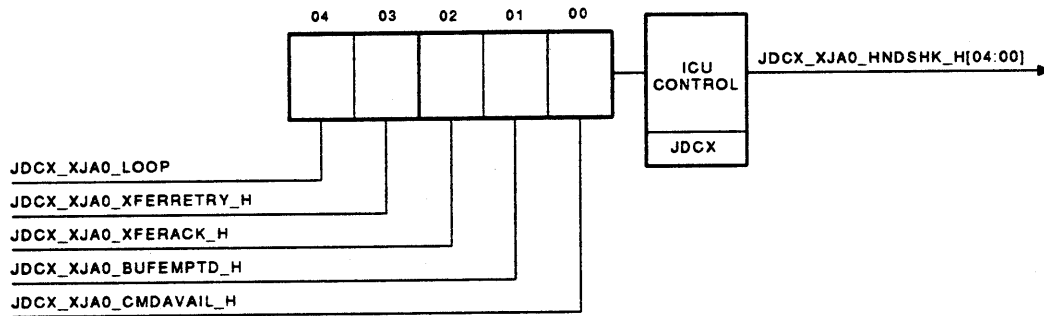 04 03 02 01 00
ICU
CONTROL
JDCX_XJA0_HNDSHK_H[04:00]
JDCX
JDCX_XJA0_LOOP
JDCX_XJA0_XFERRETRY_H
JDCX_XJA0_XFERACK_H
JDCX_XJA0_BUFEMPTD_H
JDCX_XJA0_CMDAVAIL_H